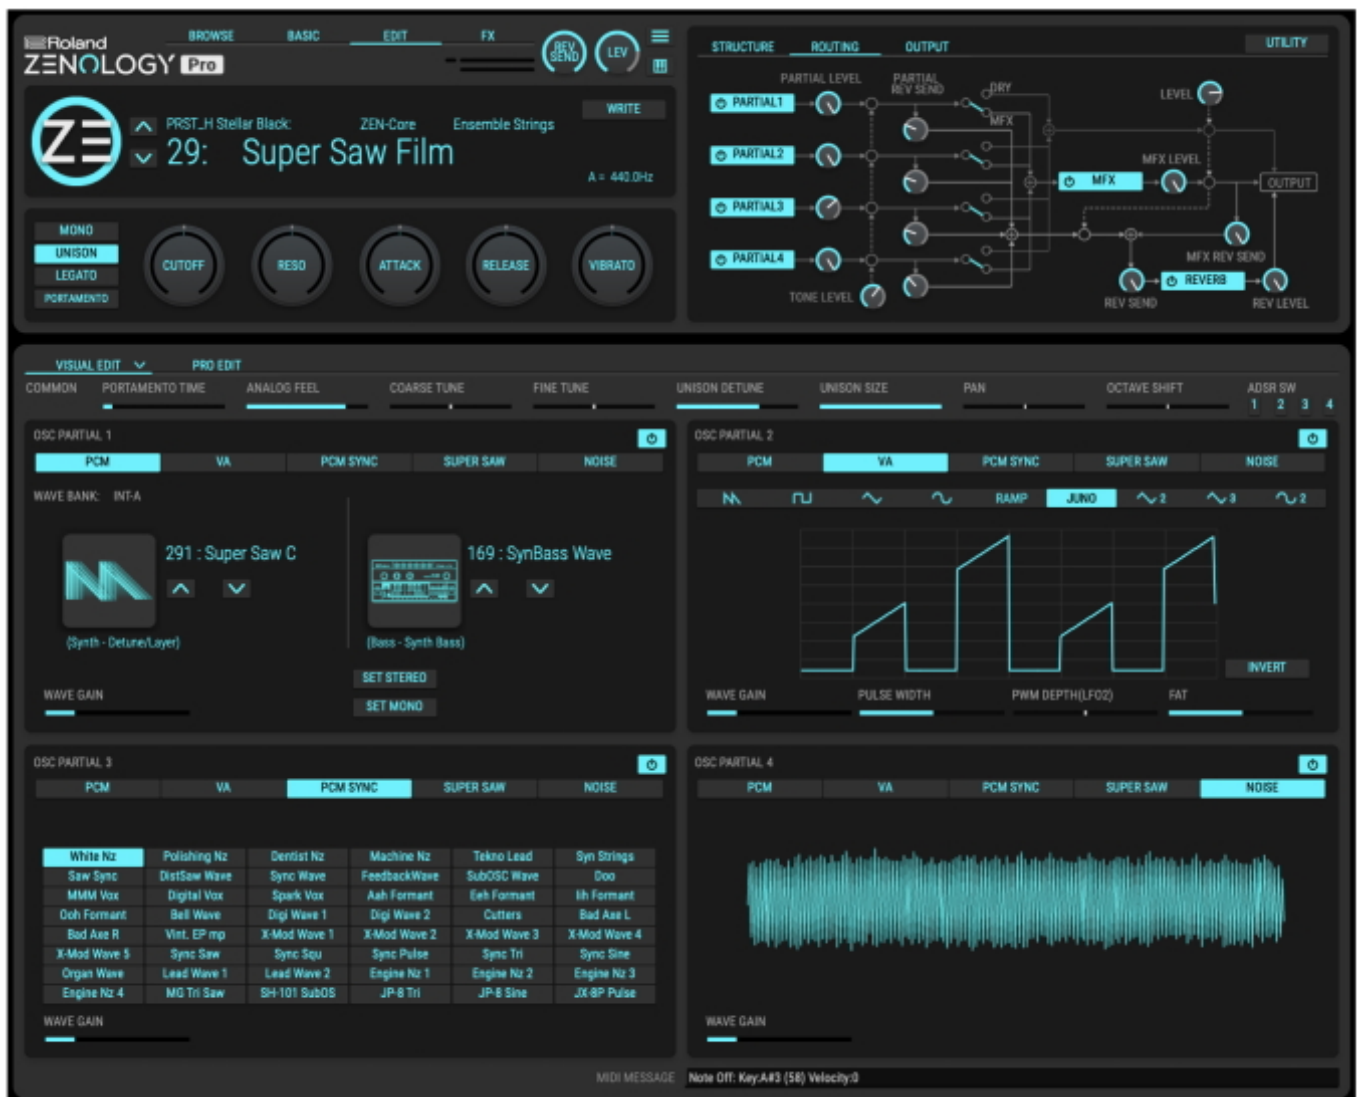 Roland
ZENOLOGY Pro
BROWSE BASIC EDIT FX
REV SEND
LEV
PRST_H Stellar Black: ZEN-Core Ensemble Strings
WRITE
29: Super Saw Film
A = 440.0Hz
MONO
UNISON
LEGATO
PORTAMENTO
CUTOFF RESO ATTACK RELEASE VIBRATO
STRUCTURE ROUTING OUTPUT UTILITY
PARTIAL LEVEL
PARTIAL REV SEND
DRY
MFX
LEVEL
PARTIAL1
PARTIAL2
PARTIAL3
PARTIAL4
MFX LEVEL
MFX
OUTPUT
MFX REV SEND
REVERB
TONE LEVEL
REV SEND
REV LEVEL
VISUAL EDIT PRO EDIT
COMMON PORTAMENTO TIME ANALOG FEEL COARSE TUNE FINE TUNE UNISON DETUNE UNISON SIZE PAN OCTAVE SHIFT ADSR SW
1 2 3 4
OSC PARTIAL 1
PCM VA PCM SYNC SUPER SAW NOISE
WAVE BANK: INT-A
291 : Super Saw C
(Synth - Detune/Layer)
169 : SynBass Wave
(Bass - Synth Bass)
SET STEREO
SET MONO
WAVE GAIN
OSC PARTIAL 2
PCM VA PCM SYNC SUPER SAW NOISE
RAMP JUNO 2 3 2
INVERT
WAVE GAIN PULSE WIDTH PWM DEPTH(LFO2) FAT
OSC PARTIAL 3
PCM VA PCM SYNC SUPER SAW NOISE
White Nz Polishing Nz Dentist Nz Machine Nz Tekno Lead Syn Strings
Saw Sync DistSaw Wave Sync Wave FeedbackWave SubOSC Wave Doo
MMM Vox Digital Vox Spark Vox Aah Formant Eeh Formant Iih Formant
Ooh Formant Bell Wave Digi Wave 1 Digi Wave 2 Cutters Bad Axe L
Bad Axe R Vint. EP mp X-Mod Wave 1 X-Mod Wave 2 X-Mod Wave 3 X-Mod Wave 4
X-Mod Wave 5 Sync Saw Sync Squ Sync Pulse Sync Tri Sync Sine
Organ Wave Lead Wave 1 Lead Wave 2 Engine Nz 1 Engine Nz 2 Engine Nz 3
Engine Nz 4 MG Tri Saw SH-101 SubOS JP-8 Tri JP-8 Sine JX-8P Pulse
WAVE GAIN
OSC PARTIAL 4
PCM VA PCM SYNC SUPER SAW NOISE
WAVE GAIN
MIDI MESSAGE Note Off: Key:A#3 (58) Velocity:0